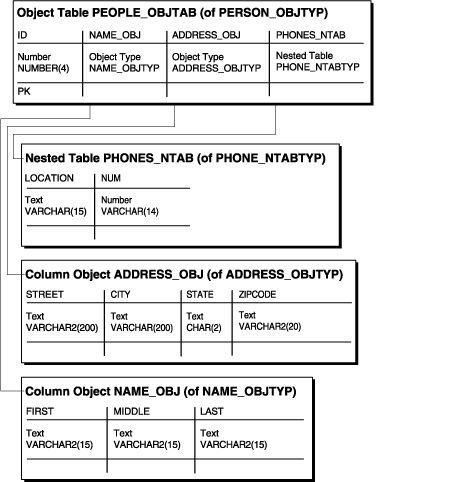 Object Table PEOPLE_OBJTAB (of PERSON_OBJTYP)
ID NAME_OBJ ADDRESS_OBJ PHONES_NTAB
Number Object Type Object Type Nested Table
NUMBER(4) NAME_OBJTYP ADDRESS_OBJTYP PHONE_NTABTYP
PK
Nested Table PHONES_NTAB (of PHONE_NTABTYP)
LOCATION NUM
Text Number
VARCHAR(15) VARCHAR(14)
Column Object ADDRESS_OBJ (of ADDRESS_OBJTYP)
STREET CITY STATE ZIPCODE
Text Text Text Text
VARCHAR2(200) VARCHAR(200) CHAR(2) VARCHAR2(20)
Column Object NAME_OBJ (of NAME_OBJTYP)
FIRST MIDDLE LAST
Text Text Text
VARCHAR2(15) VARCHAR2(15) VARCHAR2(15)